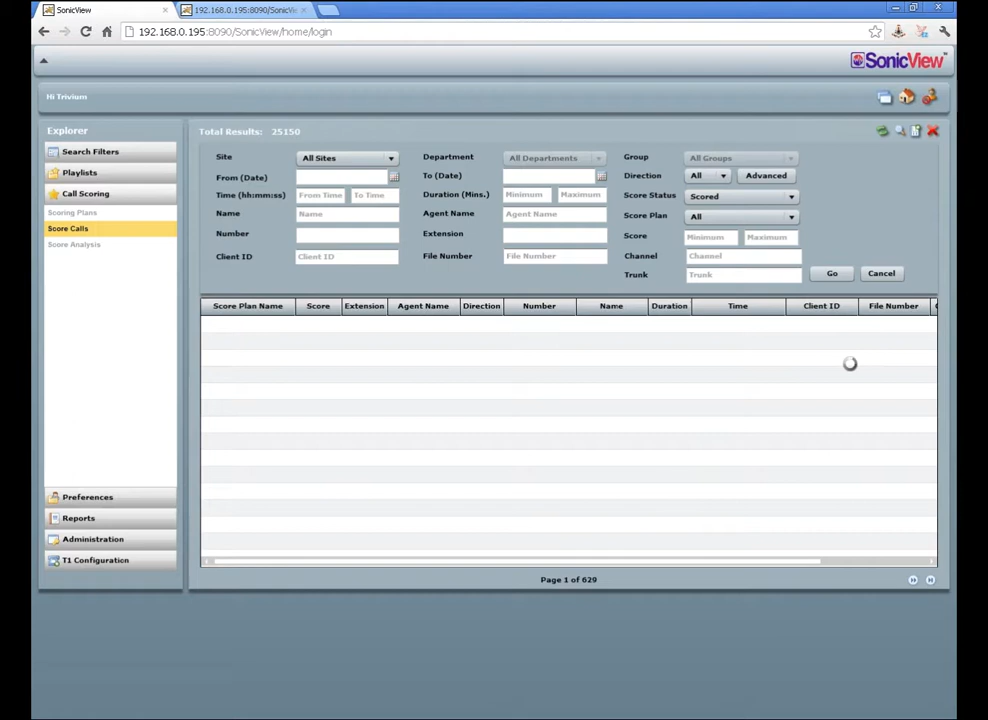 SonicView
192.168.0.195:8090/SonicVi
192.168.0.195:8090/SonicView/home/login
SonicView™
Hi Trivium
Explorer
Search Filters
Playlists
Call Scoring
Scoring Plans
Score Calls
Score Analysis
Preferences
Reports
Administration
T1 Configuration
Total Results: 25150
Site All Sites Department All Departments Group All Groups
From (Date) To (Date) Direction All Advanced
Time (hh:mm:ss) From Time To Time Duration (Mins.) Minimum Maximum Score Status Scored
Name Name Agent Name Agent Name Score Plan All
Number Extension Score Minimum Maximum
Client ID Client ID File Number File Number Channel Channel
Trunk Trunk Go Cancel
Score Plan Name Score Extension Agent Name Direction Number Name Duration Time Client ID File Number
Page 1 of 629